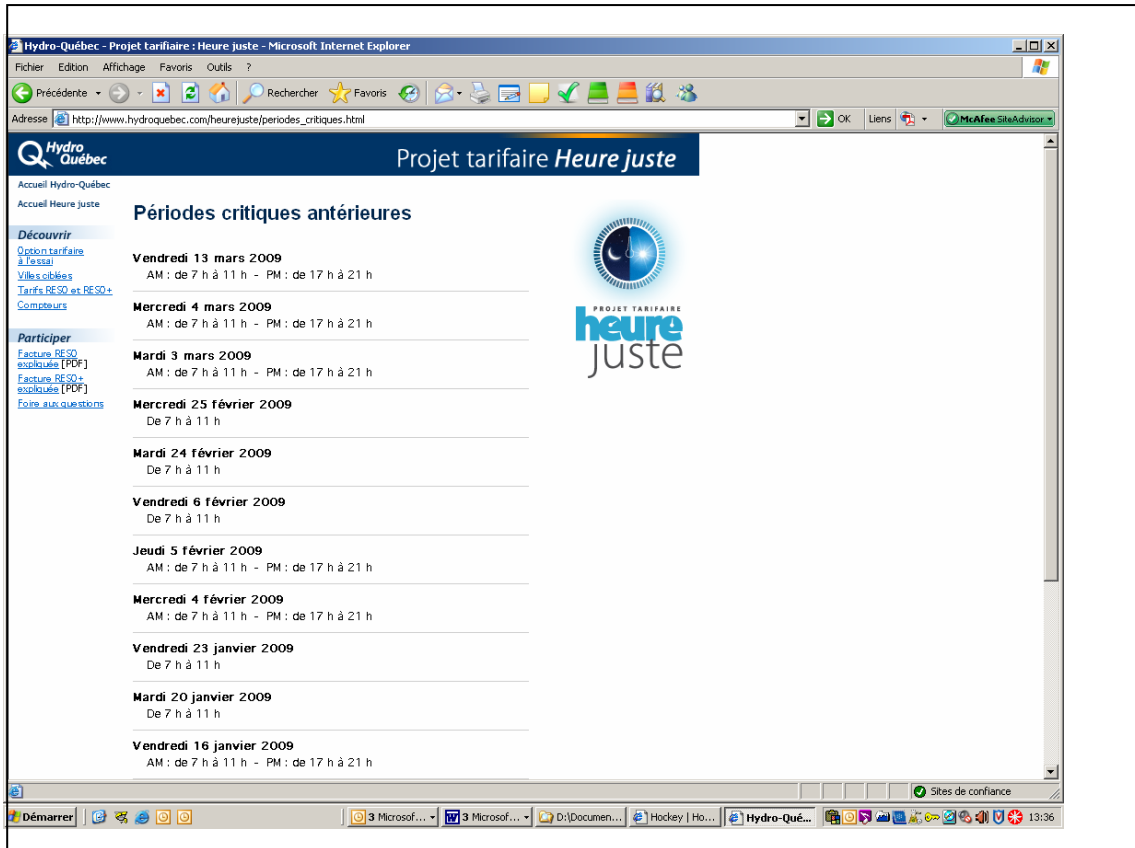 Hydro-Québec - Projet tarifaire : Heure juste - Microsoft Internet Explorer
Fichier Edition Affichage Favoris Outils ?
Précédente Rechercher Favoris
Adresse http://www.hydroquebec.com/heurejuste/periodes_critiques.html OK Liens McAfee SiteAdvisor
Hydro Québec
Projet tarifaire Heure juste
Accueil Hydro-Québec
Accueil Heure juste
Découvrir
Option tarifaire
à l'essai
Villes ciblées
Tarifs RESO et RESO+
Compteurs
Participer
Facture RESO
expliquée [PDF]
Facture RESO+
expliquée [PDF]
Foire aux questions
Périodes critiques antérieures
Vendredi 13 mars 2009
AM : de 7 h à 11 h - PM : de 17 h à 21 h
Mercredi 4 mars 2009
AM : de 7 h à 11 h - PM : de 17 h à 21 h
Mardi 3 mars 2009
AM : de 7 h à 11 h - PM : de 17 h à 21 h
Mercredi 25 février 2009
De 7 h à 11 h
Mardi 24 février 2009
De 7 h à 11 h
Vendredi 6 février 2009
De 7 h à 11 h
Jeudi 5 février 2009
AM : de 7 h à 11 h - PM : de 17 h à 21 h
Mercredi 4 février 2009
AM : de 7 h à 11 h - PM : de 17 h à 21 h
Vendredi 23 janvier 2009
De 7 h à 11 h
Mardi 20 janvier 2009
De 7 h à 11 h
Vendredi 16 janvier 2009
AM : de 7 h à 11 h - PM : de 17 h à 21 h
PROJET TARIFAIRE
heure
juste
Sites de confiance
Démarrer 3 Microsof... 3 Microsof... D:\Documen... Hockey | Ho... Hydro-Qué... 13:36